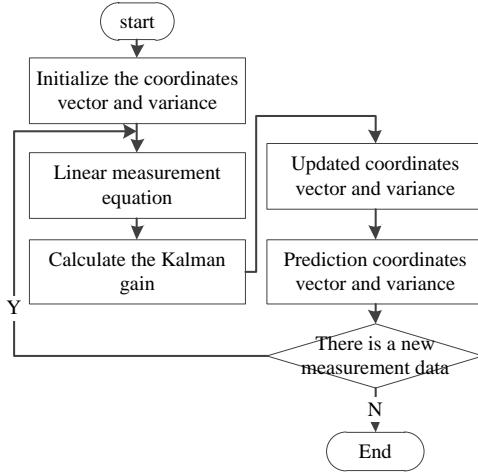 start
Initialize the coordinates
vector and variance
Linear measurement
equation
Calculate the Kalman
gain
Updated coordinates
vector and variance
Prediction coordinates
vector and variance
There is a new
measurement data
Y
N
End